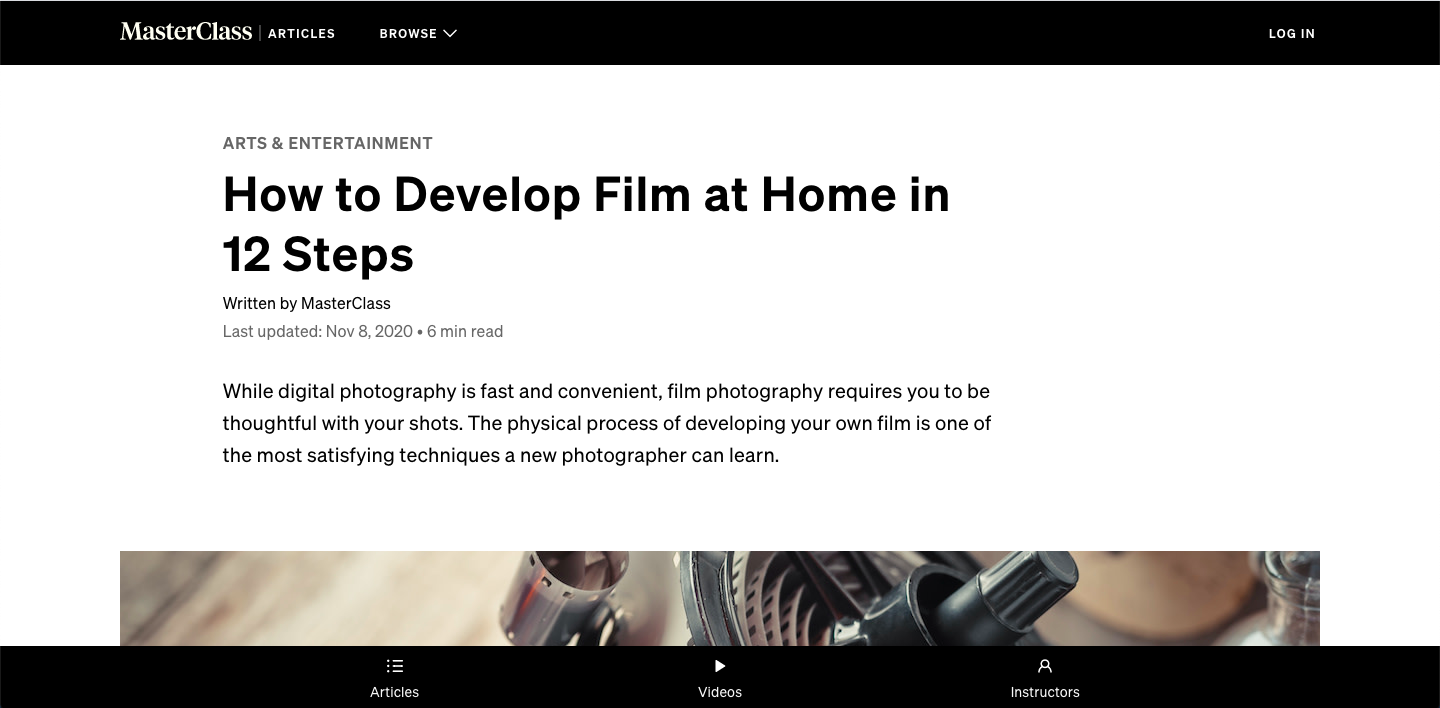 MasterClass | ARTICLES BROWSE LOG IN
ARTS & ENTERTAINMENT
How to Develop Film at Home in
12 Steps
Written by MasterClass
Last updated: Nov 8, 2020 • 6 min read
While digital photography is fast and convenient, film photography requires you to be
thoughtful with your shots. The physical process of developing your own film is one of
the most satisfying techniques a new photographer can learn.
Articles Videos Instructors